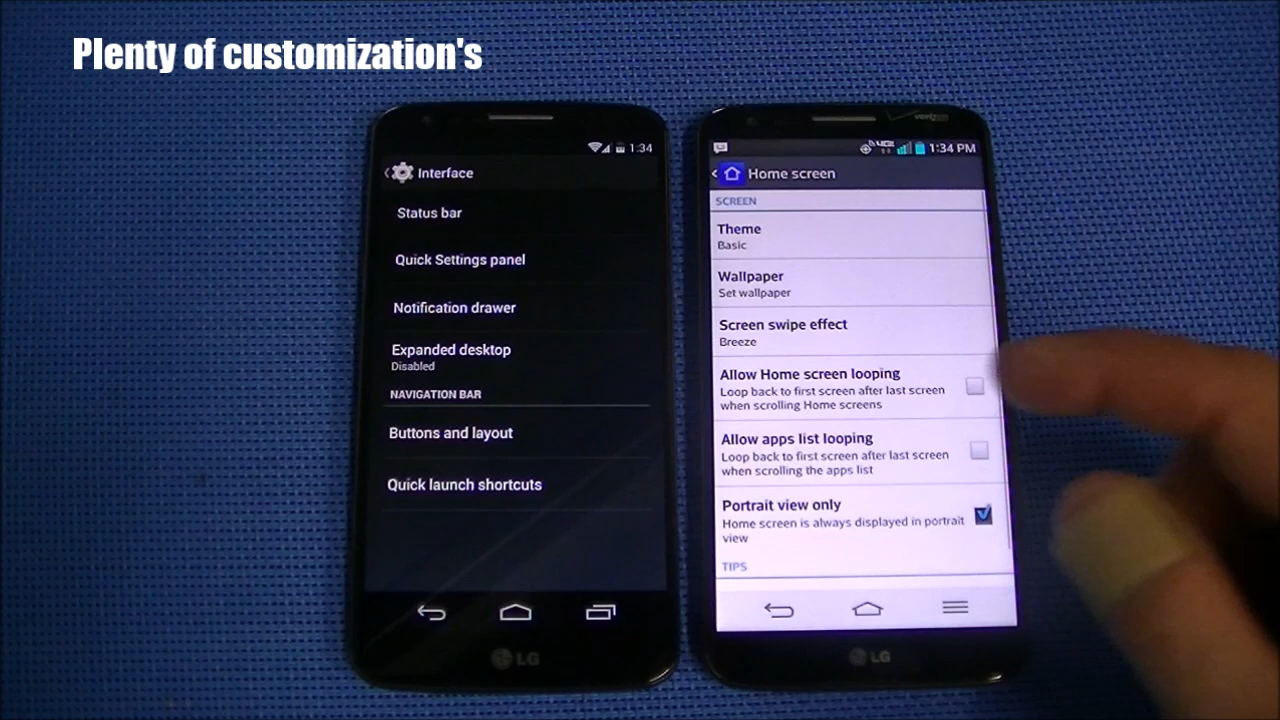 Plenty of customization's
1:34
Interface
Status bar
Quick Settings panel
Notification drawer
Expanded desktop
Disabled
NAVIGATION BAR
Buttons and layout
Quick launch shortcuts
LG
verizon
4G
1:34 PM
Home screen
SCREEN
Theme
Basic
Wallpaper
Set wallpaper
Screen swipe effect
Breeze
Allow Home screen looping
Loop back to first screen after last screen
when scrolling Home screens
Allow apps list looping
Loop back to first screen after last screen
when scrolling the apps list
Portrait view only
Home screen is always displayed in portrait
view
TIPS
LG